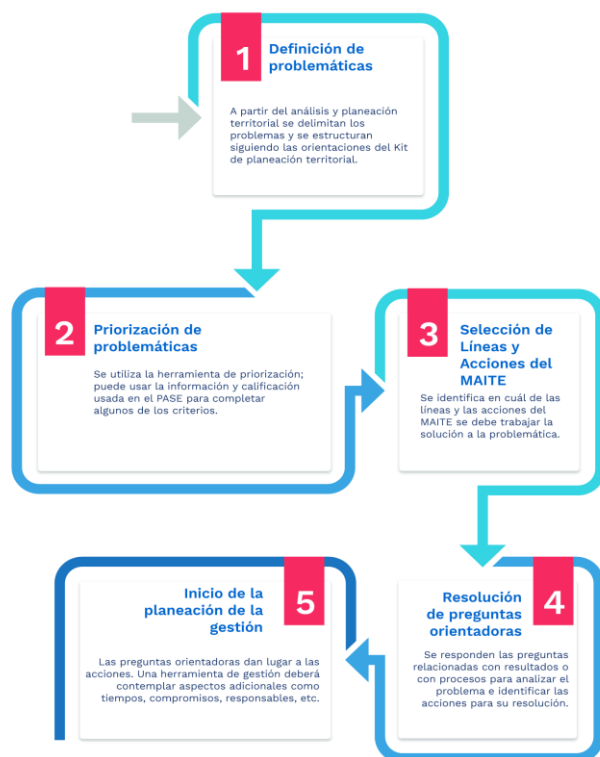 1
Definición de
problemáticas
A partir del análisis y planeación
territorial se delimitan los
problemas y se estructuran
siguiendo las orientaciones del Kit
de planeación territorial.
2
Priorización de
problemáticas
Se utiliza la herramienta de priorización;
puede usar la información y calificación
usada en el PASE para completar
algunos de los criterios.
3
Selección de
Líneas y
Acciones del
MAITE
Se identifica en cuál de las
líneas y las acciones del
MAITE se debe trabajar la
solución a la problemática.
4
Resolución
de preguntas
orientadoras
Se responden las preguntas
relacionadas con resultados o
con procesos para analizar el
problema e identificar las
acciones para su resolución.
5
Inicio de la
planeación de la
gestión
Las preguntas orientadoras dan lugar a las
acciones. Una herramienta de gestión deberá
contemplar aspectos adicionales como
tiempos, compromisos, responsables, etc.